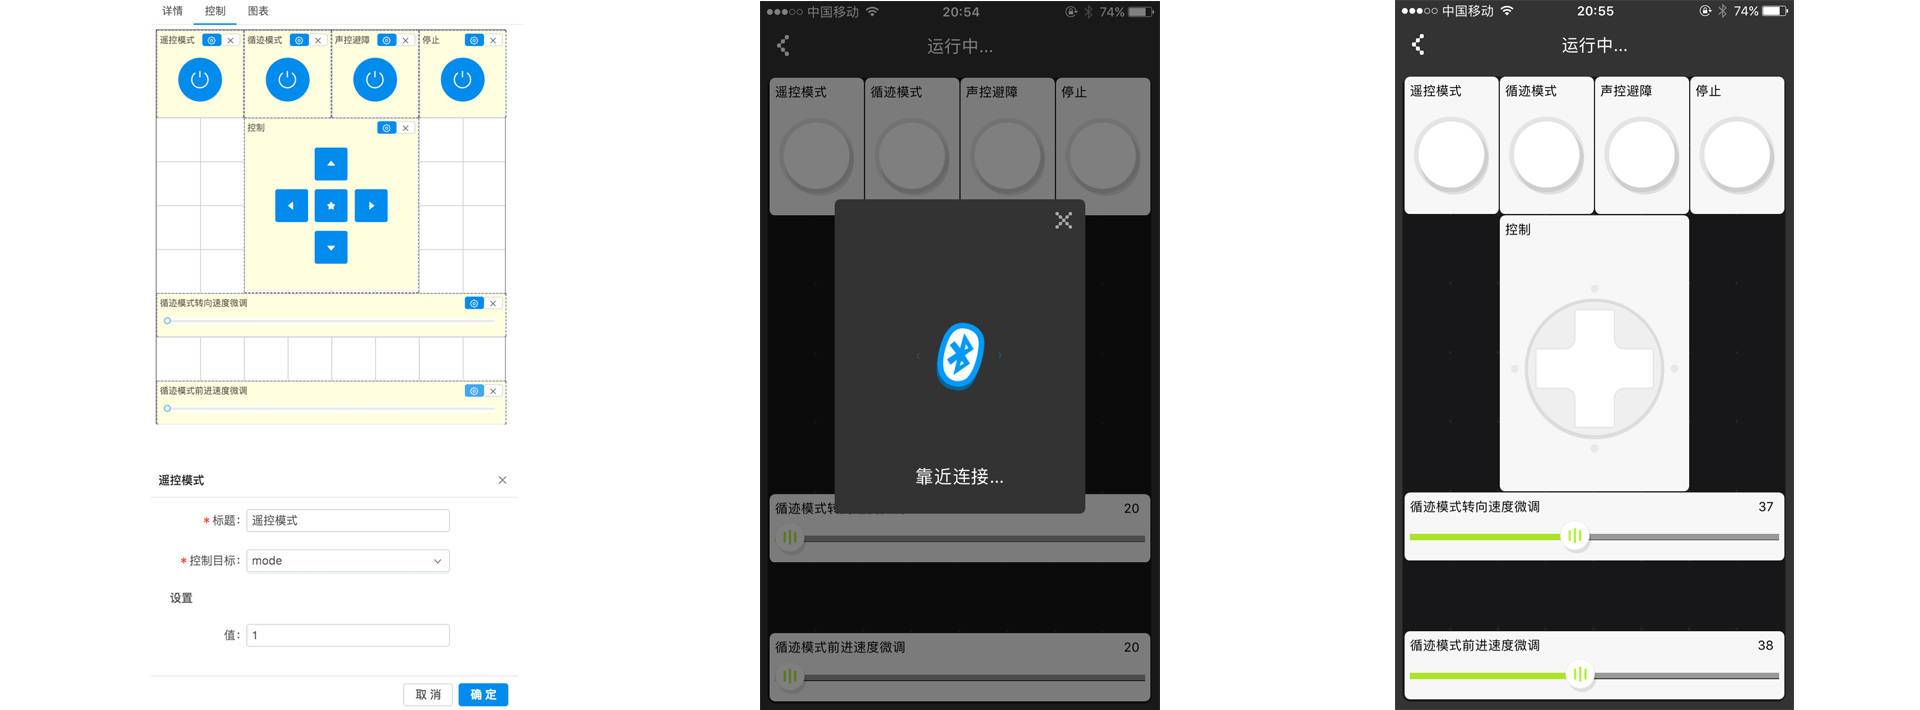 详情 控制 图表
遥控模式 循迹模式 声控避障 停止
控制
循迹模式转向速度微调
循迹模式前进速度微调
遥控模式
*标题: 遥控模式
*控制目标: mode
设置
值: 1
取 消 确 定
中国移动 20:54 74%
运行中...
遥控模式 循迹模式 声控避障 停止
靠近连接...
循迹模式转 速度微调 20
循迹模式前进速度微调 20
中国移动 20:55 74%
运行中...
遥控模式 循迹模式 声控避障 停止
控制
循迹模式转向速度微调 37
循迹模式前进速度微调 38